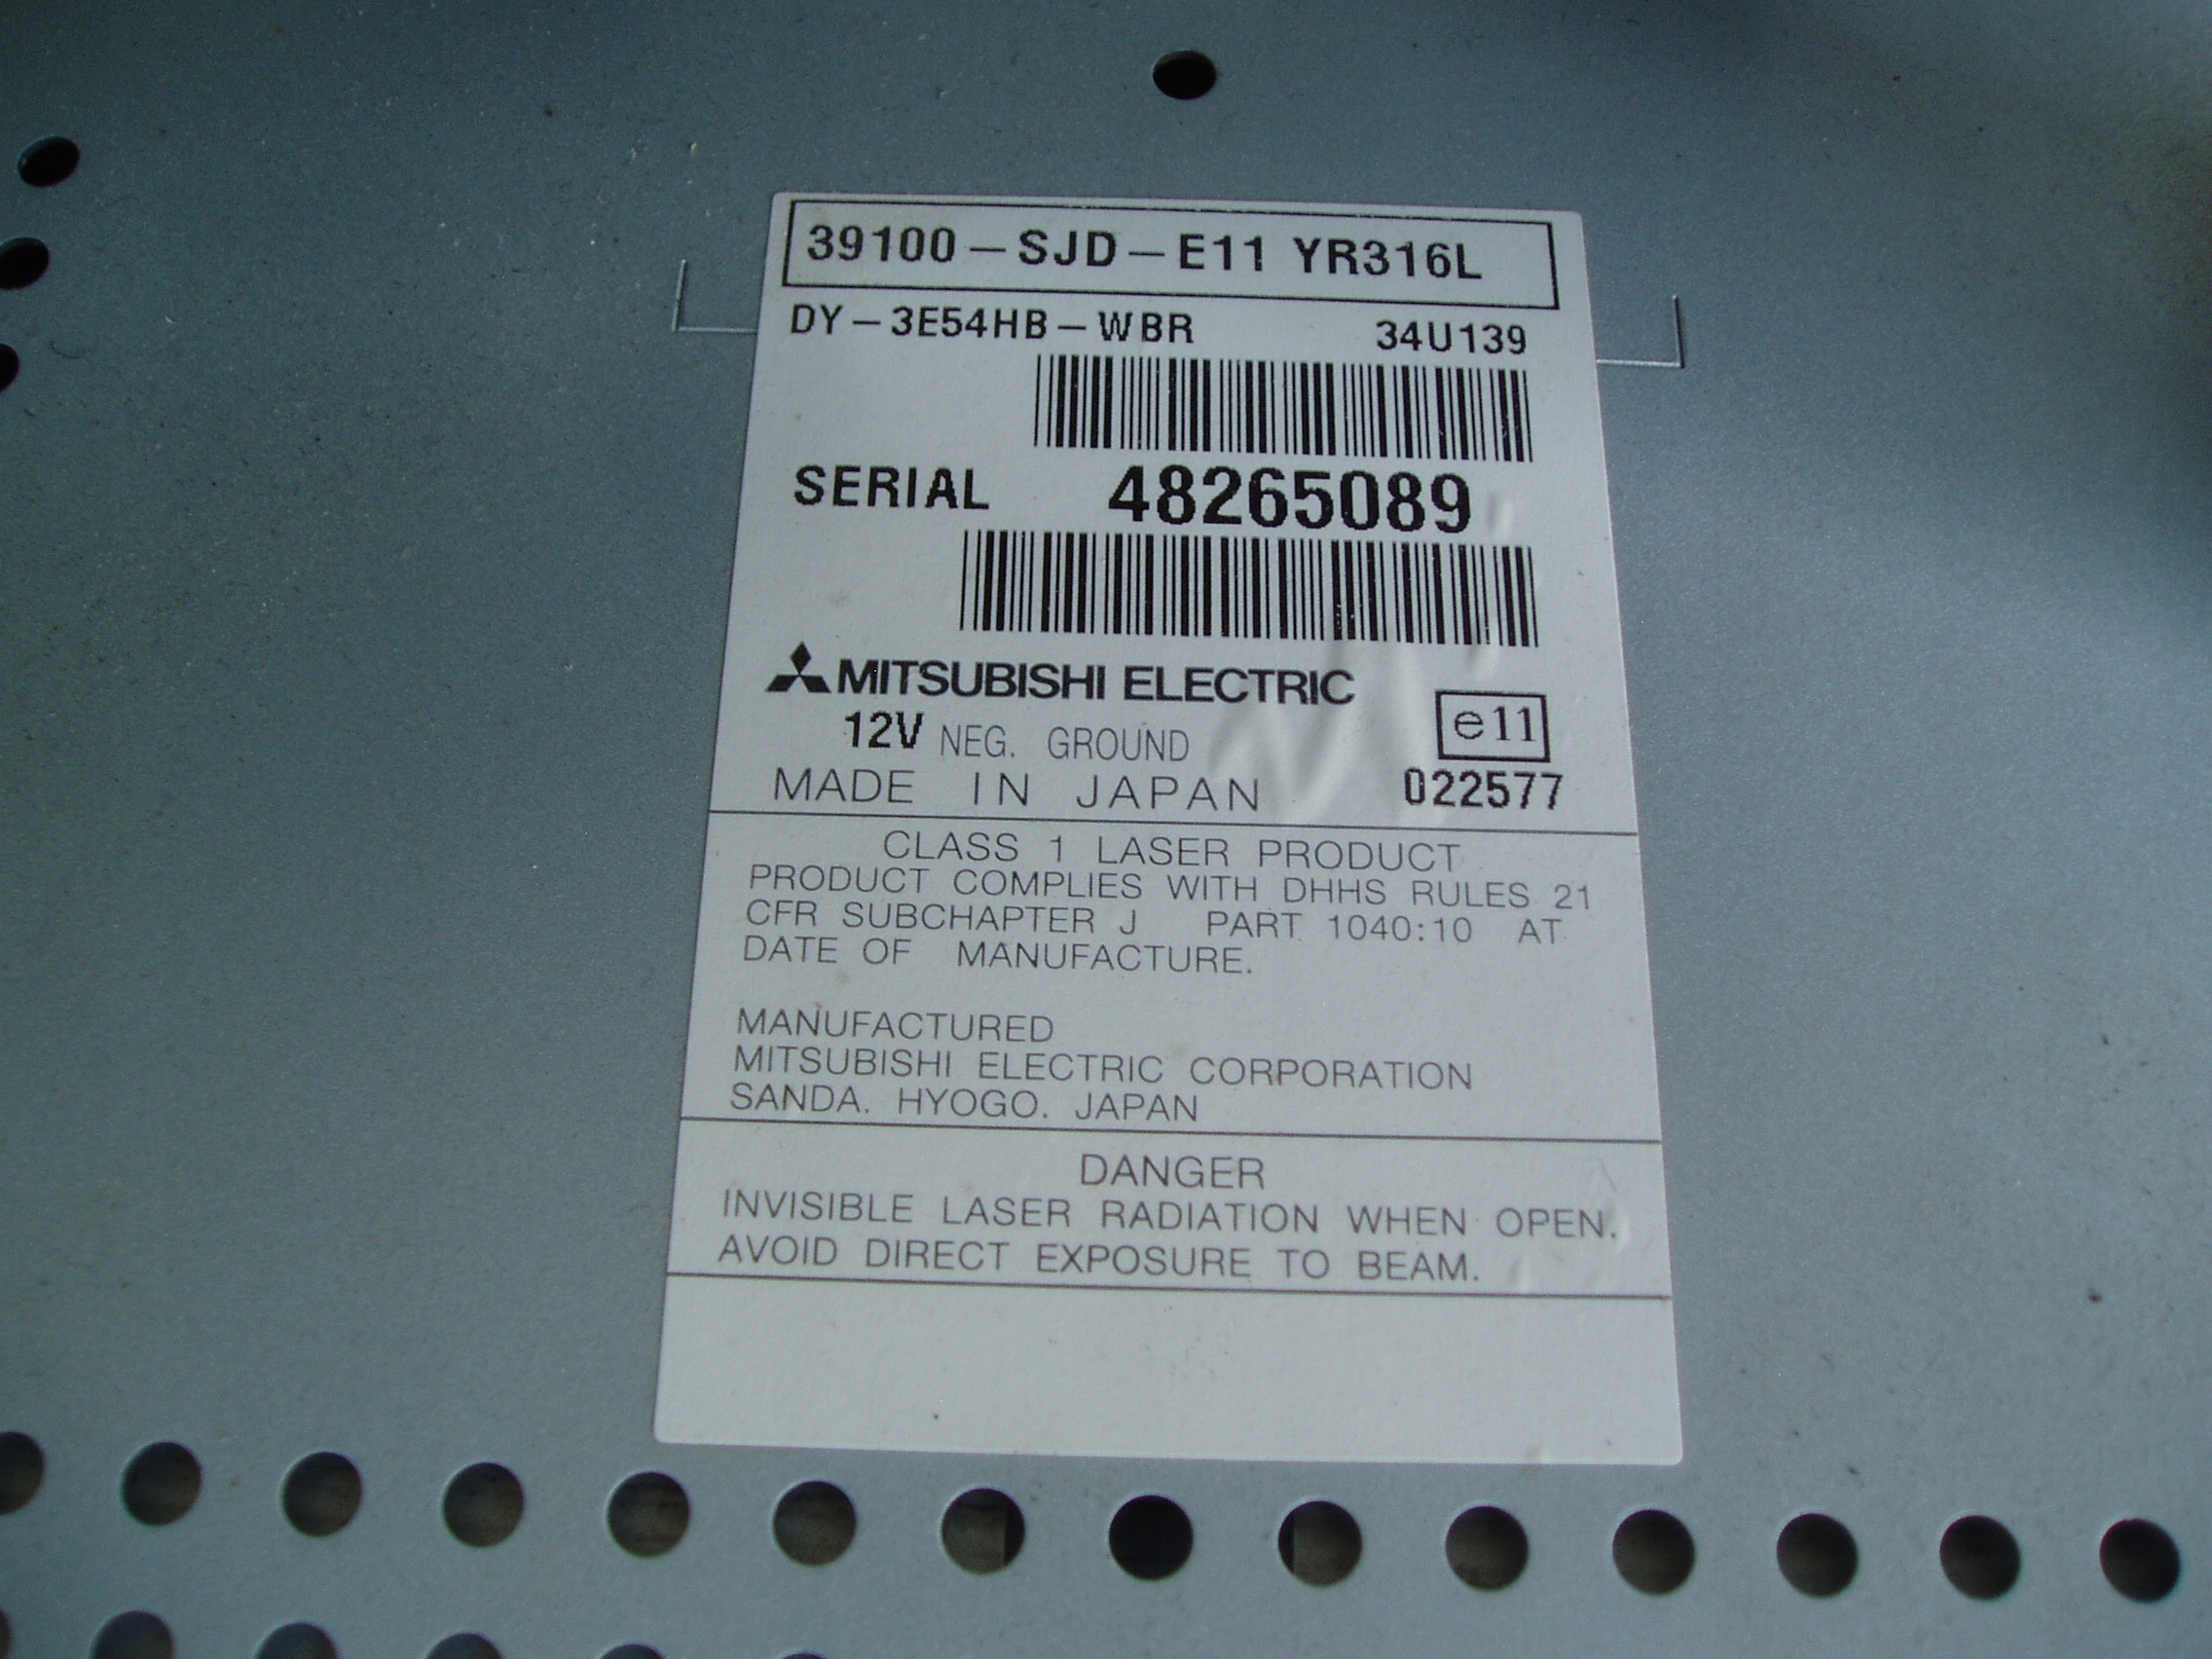 39100-SJD-E11 YR316L
DY-3E54HB-WBR 34U139
SERIAL 48265089
MITSUBISHI ELECTRIC
12V NEG. GROUND e11
MADE IN JAPAN 022577
CLASS 1 LASER PRODUCT
PRODUCT COMPLIES WITH DHHS RULES 21
CFR SUBCHAPTER J PART 1040:10 AT
DATE OF MANUFACTURE.
MANUFACTURED
MITSUBISHI ELECTRIC CORPORATION
SANDA. HYOGO. JAPAN
DANGER
INVISIBLE LASER RADIATION WHEN OPEN.
AVOID DIRECT EXPOSURE TO BEAM.